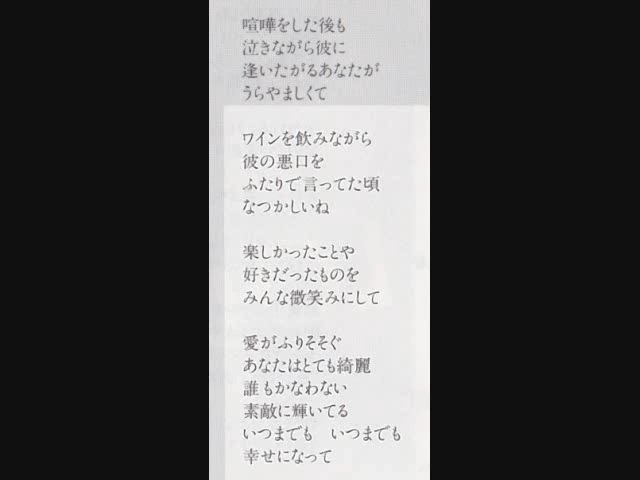 喧嘩をした後も
泣きながら彼に
逢いたがるあなたが
うらやましくて
ワインを飲みながら
彼の悪口を
ふたりで言ってた頃
なつかしいね
楽しかったことや
好きだったものを
みんな微笑みにして
愛がふりそそぐ
あなたはとても綺麗
誰もかなわない
素敵に輝いてる
いつまでも　いつまでも
幸せになって